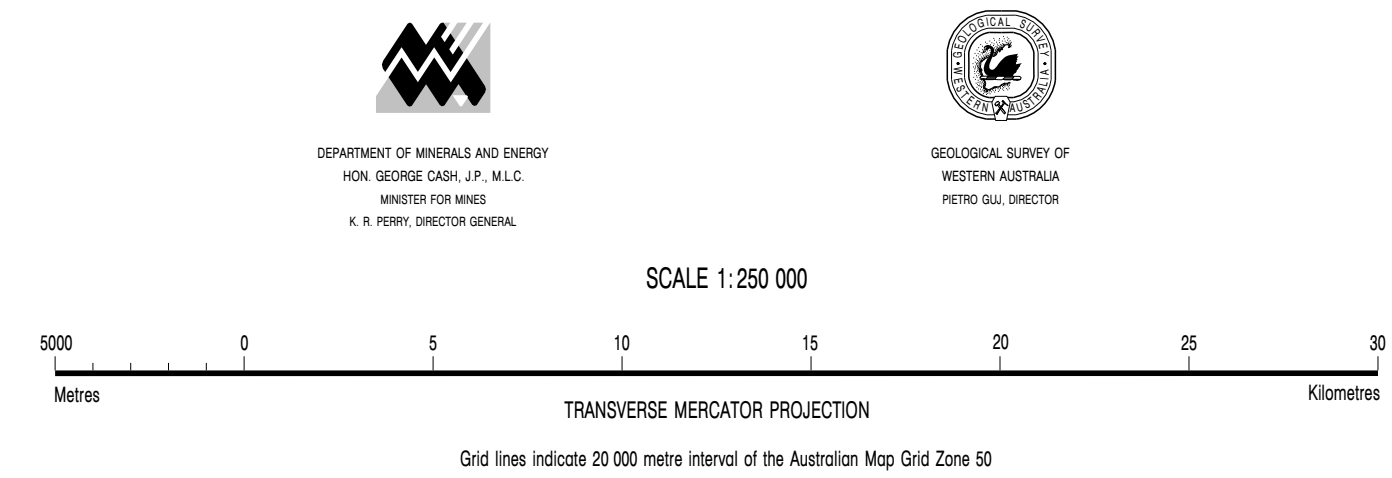 GEOLOGICAL SURVEY
WESTERN AUSTRALIA
DEPARTMENT OF MINERALS AND ENERGY
HON. GEORGE CASH, J.P., M.L.C.
MINISTER FOR MINES
K. R. PERRY, DIRECTOR GENERAL
GEOLOGICAL SURVEY OF
WESTERN AUSTRALIA
PIETRO GUJ, DIRECTOR
SCALE 1:250 000
5000 0 5 10 15 20 25 30
Metres Kilometres
TRANSVERSE MERCATOR PROJECTION
Grid lines indicate 20 000 metre interval of the Australian Map Grid Zone 50